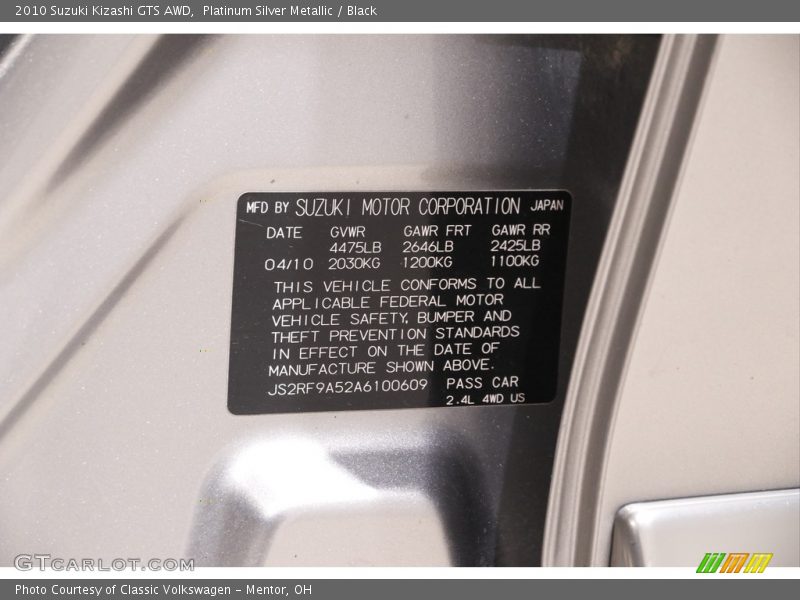 2010 Suzuki Kizashi GTS AWD,  Platinum Silver Metallic / Black
MFD BY SUZUKI MOTOR CORPORATION JAPAN
DATE GVWR GAWR FRT GAWR RR
4475LB 2646LB 2425LB
04/10 2030KG 1200KG 1100KG
THIS VEHICLE CONFORMS TO ALL
APPLICABLE FEDERAL MOTOR
VEHICLE SAFETY, BUMPER AND
THEFT PREVENTION STANDARDS
IN EFFECT ON THE DATE OF
MANUFACTURE SHOWN ABOVE.
JS2RF9A52A6100609 PASS CAR
2.4L 4WD US
GTCARLOT.COM
Photo Courtesy of Classic Volkswagen - Mentor, OH